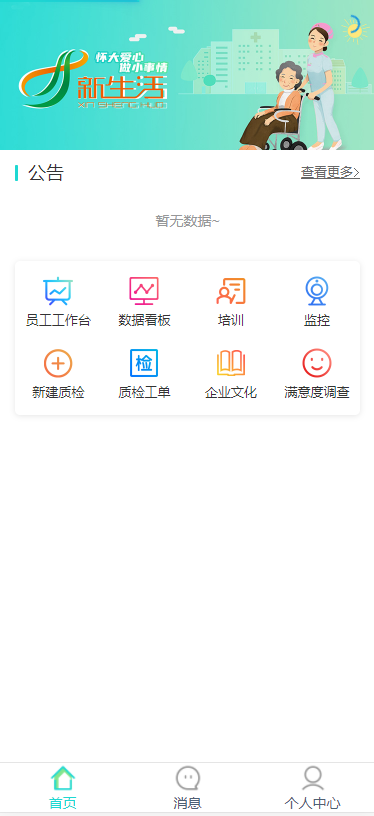 怀大爱心
做小事情
新生活
XIN SHENG HUO
公告
查看更多>
暂无数据~
员工工作台 数据看板 培训 监控
检
新建质检 质检工单 企业文化 满意度调查
首页 消息 个人中心